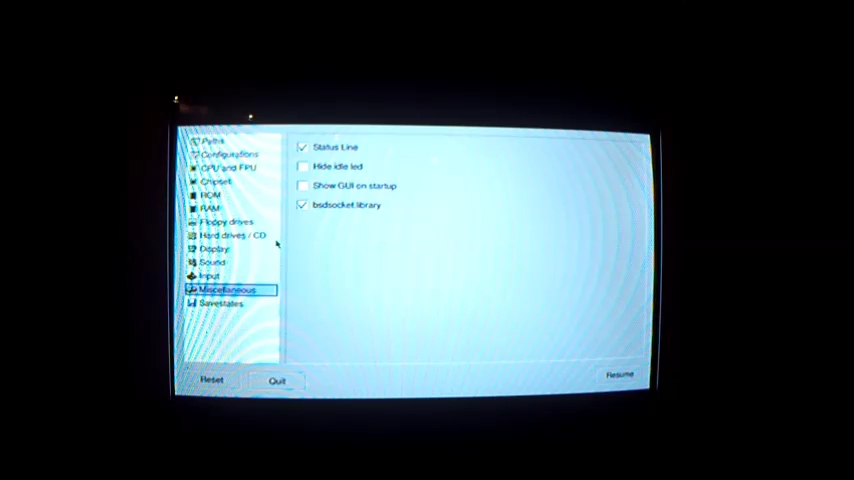 Paths
Configurations
CPU and FPU
Chipset
ROM
RAM
Floppy drives
Hard drives / CD
Display
Sound
Input
Miscellaneous
Savestates
Status Line
Hide idle led
Show GUI on startup
bsdsocket.library
Reset
Quit
Resume